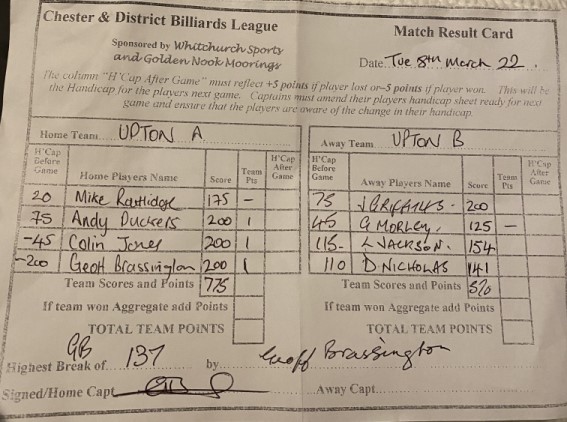 Chester & District Billiards League
Match Result Card
Sponsored by Whitchurch Sports
and Golden Nook Moorings
Date Tue 8th March 22.
The column "H'Cap After Game" must reflect +5 points if player lost or –5 points if player won. This will be
the Handicap for the players next game. Captains must amend their players handicap sheet ready for next
game and ensure that the players are aware of the change in their handicap.
Home Team UPTON A
Away Team UPTON B
H'Cap Before Game Home Players Name Score Team Pts H'Cap After Game
20 Mike Rutlidge 175 –
75 Andy Duckers 200 1
-45 Colin Jones 200 1
-200 Geoff Brassington 200 1
Team Scores and Points 775
If team won Aggregate add Points
TOTAL TEAM POINTS
H'Cap Before Game Away Players Name Score Team Pts H'Cap After Game
75 J GRIFFITHS - 200
45 G MORLEY. 125 –
115- L JACKSON. 154
110 D NICHOLAS 141
Team Scores and Points
If team won Aggregate add Points
TOTAL TEAM POINTS
GB
Highest Break of 137 by Geoff Brassington
Signed/Home Capt
Away Capt